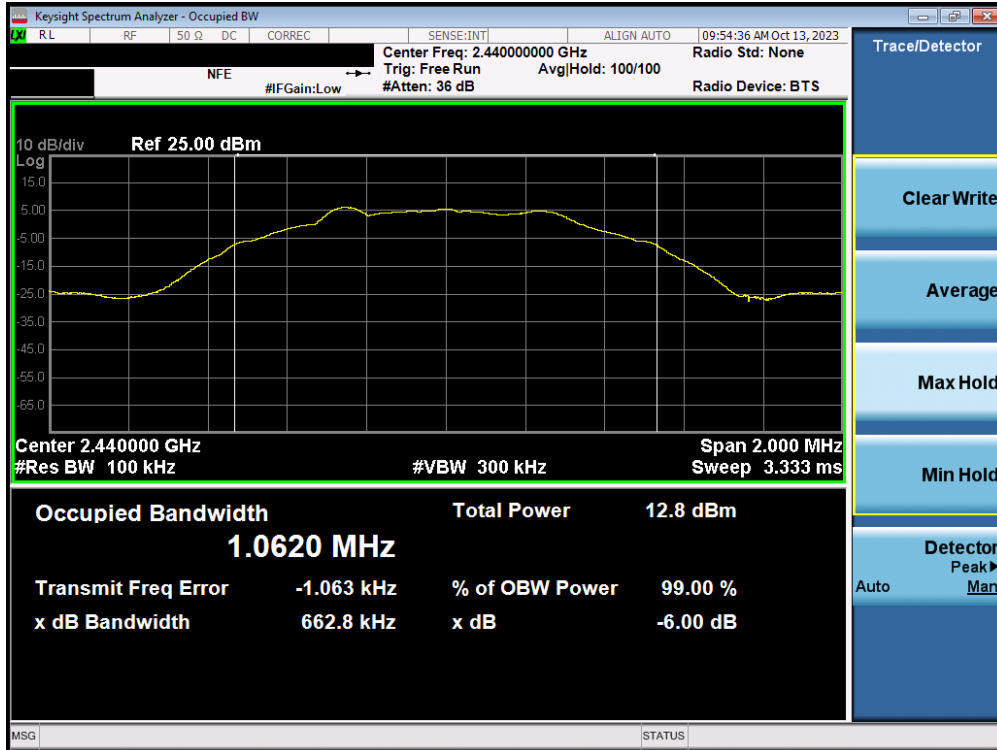 Keysight Spectrum Analyzer - Occupied BW
LXI RL RF 50 Ω DC CORREC SENSE:INT ALIGN AUTO 09:54:36 AM Oct 13, 2023
Center Freq: 2.440000000 GHz Radio Std: None
NFE Trig: Free Run Avg|Hold: 100/100
#IFGain:Low #Atten: 36 dB Radio Device: BTS
10 dB/div Ref 25.00 dBm
Log
15.0
5.00
-5.00
-15.0
-25.0
-35.0
-45.0
-55.0
-65.0
Center 2.440000 GHz Span 2.000 MHz
#Res BW 100 kHz #VBW 300 kHz Sweep 3.333 ms
Occupied Bandwidth Total Power 12.8 dBm
1.0620 MHz
Transmit Freq Error -1.063 kHz % of OBW Power 99.00 %
x dB Bandwidth 662.8 kHz x dB -6.00 dB
MSG STATUS
Trace/Detector
Clear Write
Average
Max Hold
Min Hold
Detector
Peak▶
Auto Man